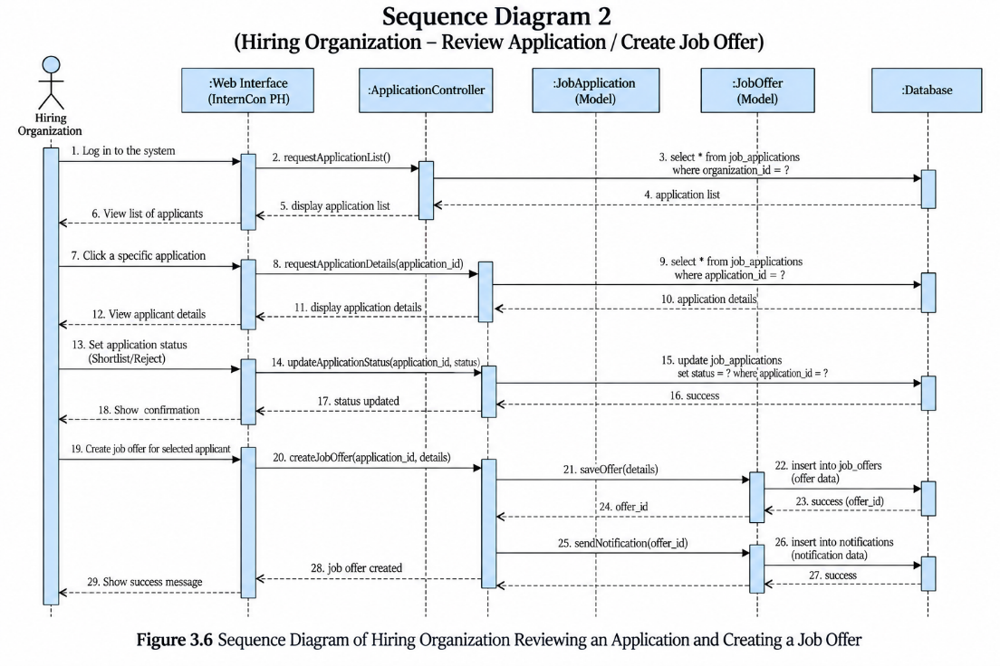 Sequence Diagram 2
(Hiring Organization – Review Application / Create Job Offer)
Hiring
Organization
:Web Interface
(InternCon PH)
:ApplicationController
:JobApplication
(Model)
:JobOffer
(Model)
:Database
1. Log in to the system
2. requestApplicationList()
3. select * from job_applications
where organization_id = ?
4. application list
5. display application list
6. View list of applicants
7. Click a specific application
8. requestApplicationDetails(application_id)
9. select * from job_applications
where application_id = ?
10. application details
11. display application details
12. View applicant details
13. Set application status
(Shortlist/Reject)
14. updateApplicationStatus(application_id, status)
15. update job_applications
set status = ? where application_id = ?
16. success
17. status updated
18. Show confirmation
19. Create job offer for selected applicant
20. createJobOffer(application_id, details)
21. saveOffer(details)
22. insert into job_offers
(offer data)
23. success (offer_id)
24. offer_id
25. sendNotification(offer_id)
26. insert into notifications
(notification data)
27. success
28. job offer created
29. Show success message
Figure 3.6 Sequence Diagram of Hiring Organization Reviewing an Application and Creating a Job Offer